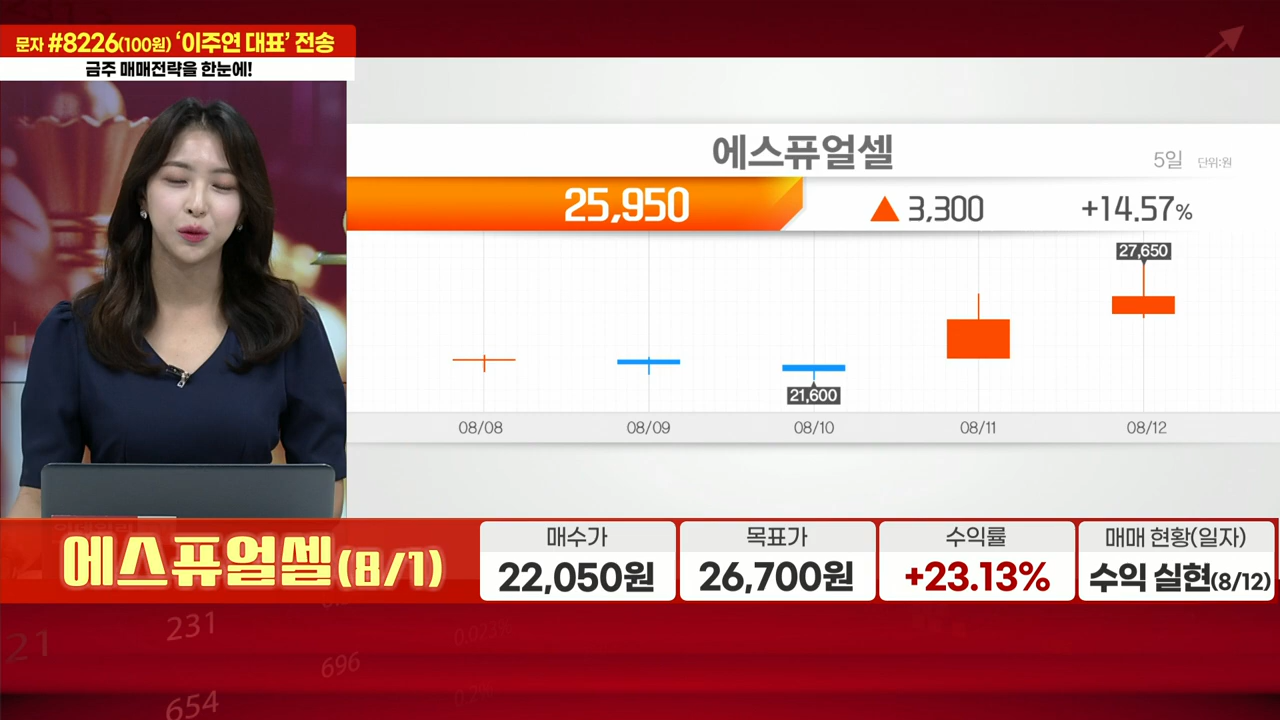 문자 #8226(100원) ‘이주연 대표’ 전송
금주 매매전략을 한눈에!
에스퓨얼셀
5일 단위:원
25,950 ▲ 3,300 +14.57%
27,650
21,600
08/08 08/09 08/10 08/11 08/12
에스퓨얼셀(8/1)
매수가 목표가 수익률 매매 현황(일자)
22,050원 26,700원 +23.13% 수익 실현(8/12)
231
21
696
0.023%
654